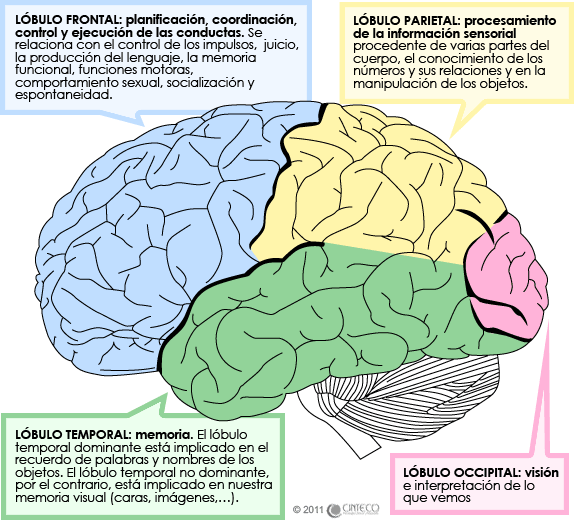 LÓBULO FRONTAL: planificación, coordinación,
control y ejecución de las conductas. Se
relaciona con el control de los impulsos, juicio,
la producción del lenguaje, la memoria
funcional, funciones motoras,
comportamiento sexual, socialización y
espontaneidad.
LÓBULO PARIETAL: procesamiento
de la información sensorial
procedente de varias partes del
cuerpo, el conocimiento de los
números y sus relaciones y en la
manipulación de los objetos.
LÓBULO TEMPORAL: memoria. El lóbulo
temporal dominante está implicado en el
recuerdo de palabras y nombres de los
objetos. El lóbulo temporal no dominante,
por el contrario, está implicado en nuestra
memoria visual (caras, imágenes,...).
LÓBULO OCCIPITAL: visión
e interpretación de lo
que vemos
© 2011 CINTECO